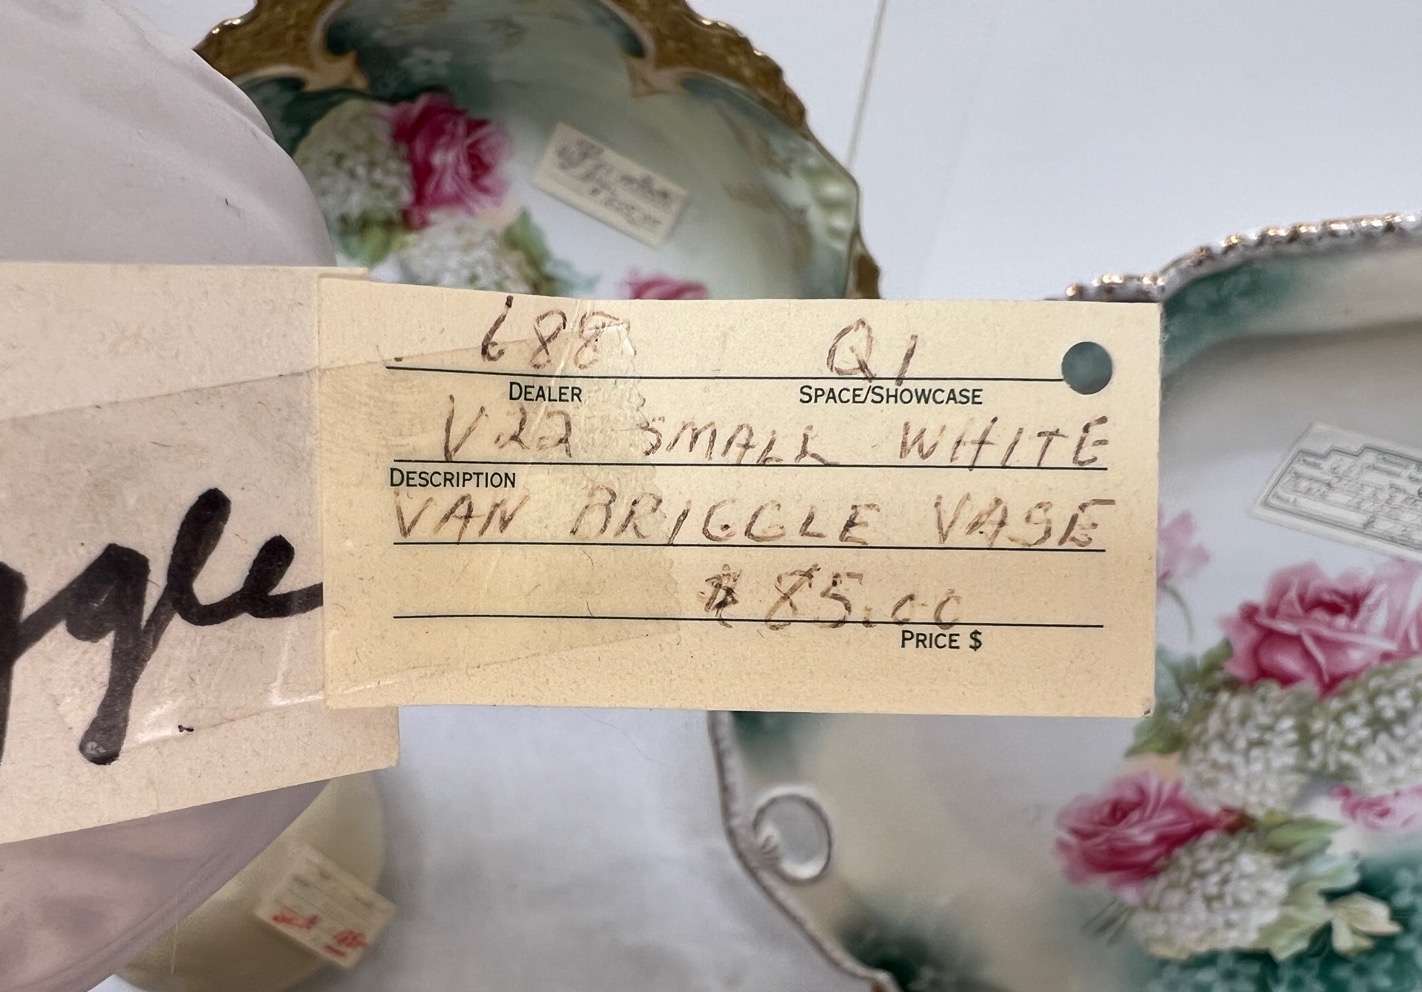 688 Q1
DEALER SPACE/SHOWCASE
V22 SMALL WHITE
DESCRIPTION
VAN BRIGGLE VASE
$ 85.00
PRICE $
ggle